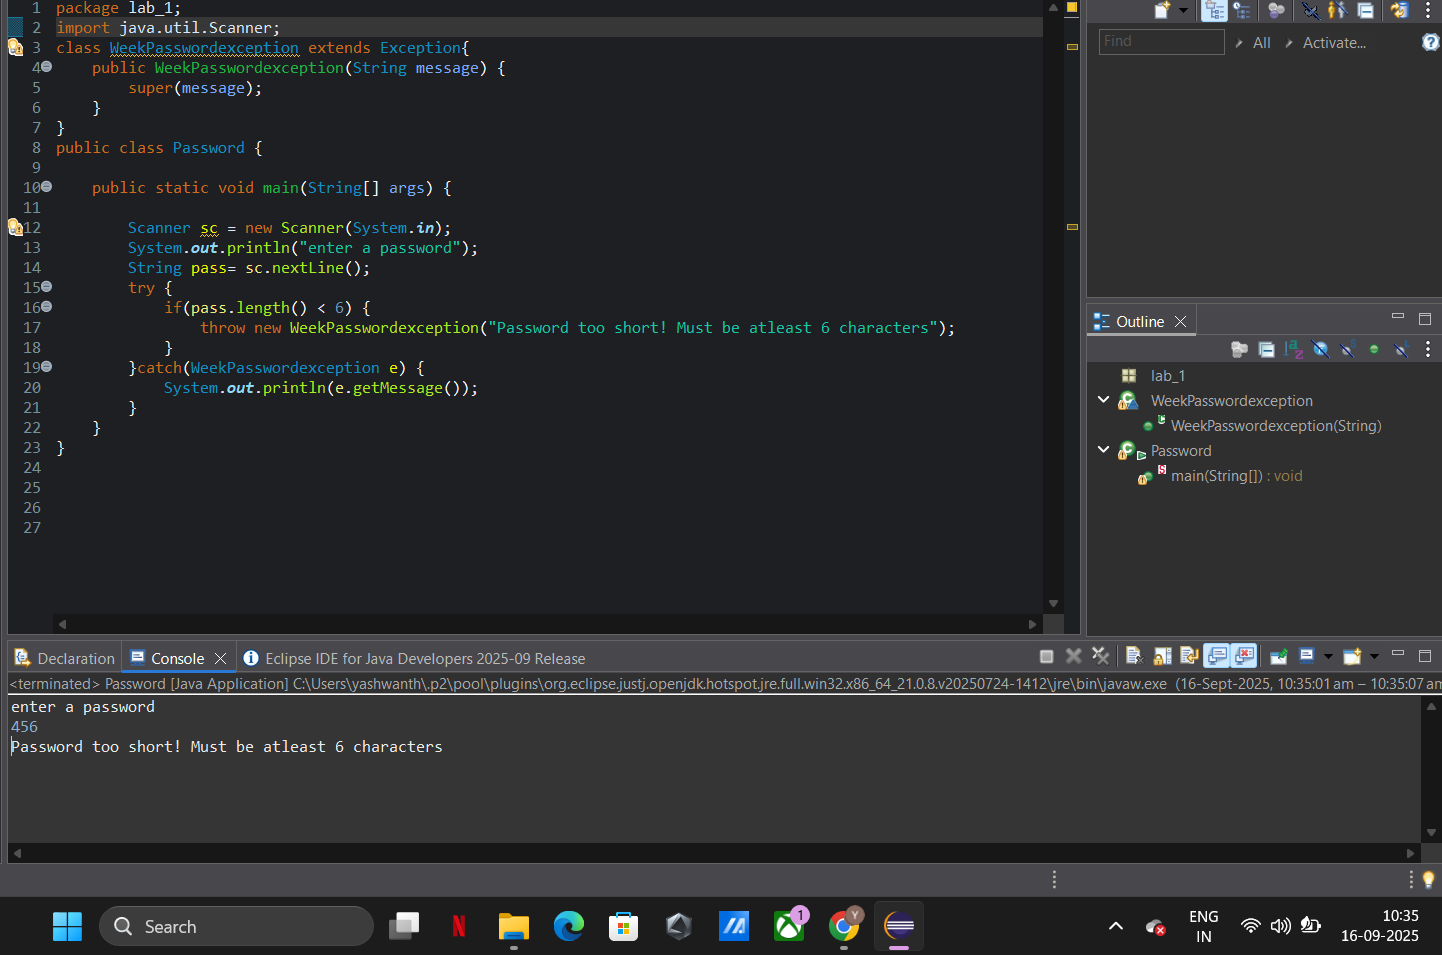 1 package lab_1;
2 import java.util.Scanner;
3 class WeekPasswordexception extends Exception{
4 public WeekPasswordexception(String message) {
5 super(message);
6 }
7 }
8 public class Password {
9
10 public static void main(String[] args) {
11
12 Scanner sc = new Scanner(System.in);
13 System.out.println("enter a password");
14 String pass= sc.nextLine();
15 try {
16 if(pass.length() < 6) {
17 throw new WeekPasswordexception("Password too short! Must be atleast 6 characters");
18 }
19 }catch(WeekPasswordexception e) {
20 System.out.println(e.getMessage());
21 }
22 }
23 }
24
25
26
27
Find All Activate...
Outline
lab_1
WeekPasswordexception
WeekPasswordexception(String)
Password
main(String[]) : void
Declaration Console Eclipse IDE for Java Developers 2025-09 Release
<terminated> Password [Java Application] C:\Users\yashwanth\.p2\pool\plugins\org.eclipse.justj.openjdk.hotspot.jre.full.win32.x86_64_21.0.8.v20250724-1412\jre\bin\javaw.exe (16-Sept-2025, 10:35:01 am – 10:35:07 am
enter a password
456
Password too short! Must be atleast 6 characters
Search
1
Y
ENG
IN
10:35
16-09-2025